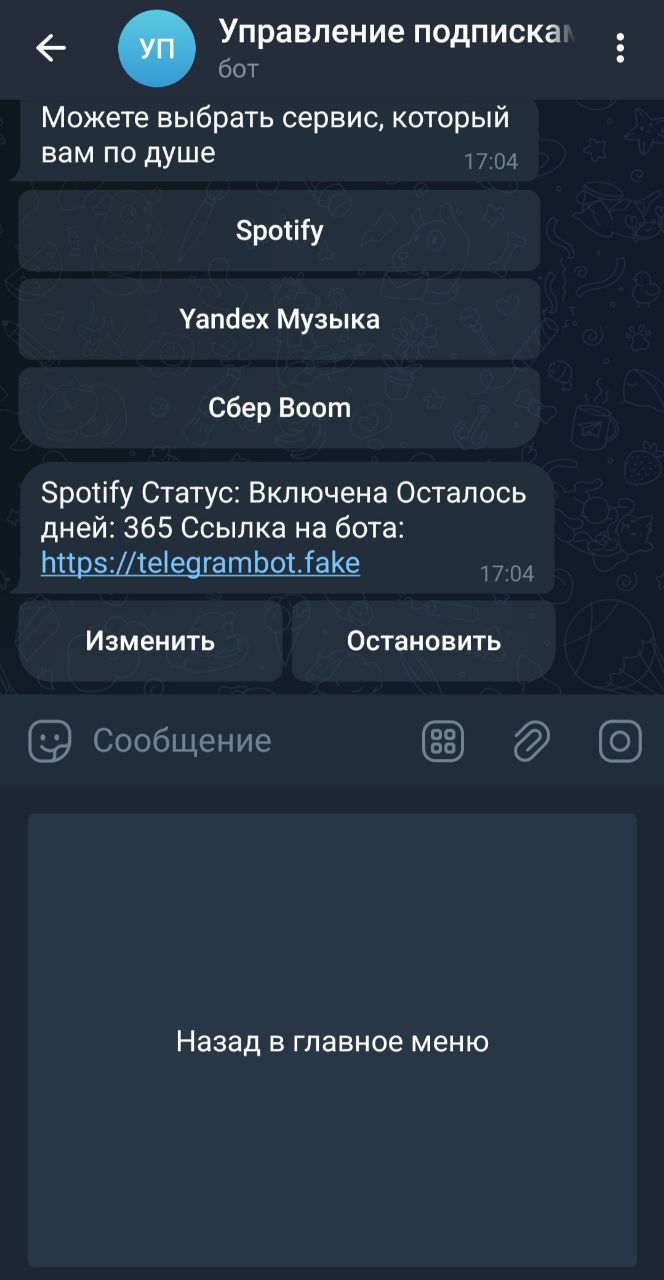 УП
Управление подпискам
бот
Можете выбрать сервис, который
вам по душе
17:04
Spotify
Yandex Музыка
Сбер Boom
Spotify Статус: Включена Осталось
дней: 365 Ссылка на бота:
https://telegrambot.fake
17:04
Изменить
Остановить
Сообщение
Назад в главное меню